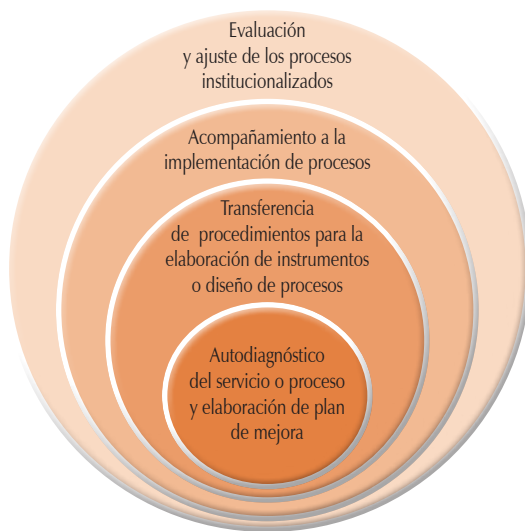 Evaluación
y ajuste de los procesos
institucionalizados
Acompañamiento a la
implementación de procesos
Transferencia
de procedimientos para la
elaboración de instrumentos
o diseño de procesos
Autodiagnóstico
del servicio o proceso
y elaboración de plan
de mejora